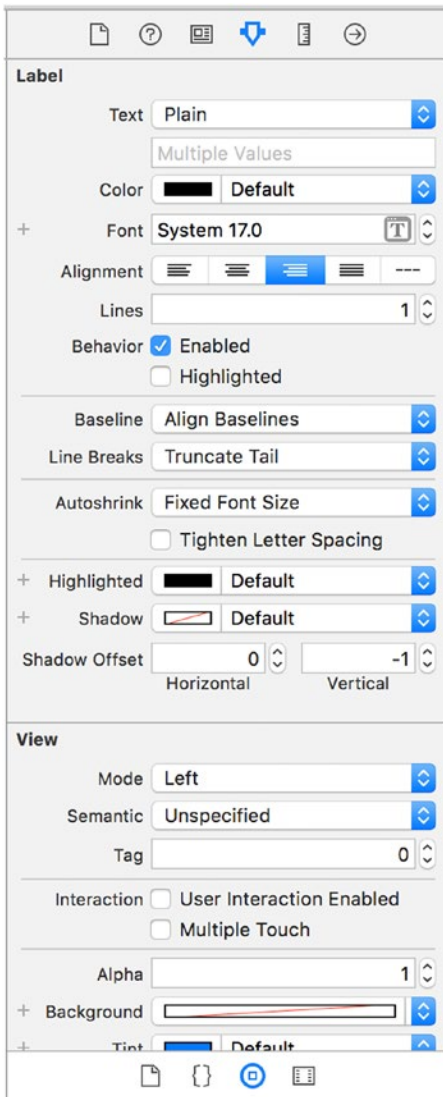 Label
Text Plain
Multiple Values
Color Default
+ Font System 17.0 T
Alignment ---
Lines 1
Behavior Enabled
Highlighted
Baseline Align Baselines
Line Breaks Truncate Tail
Autoshrink Fixed Font Size
Tighten Letter Spacing
+ Highlighted Default
+ Shadow Default
Shadow Offset 0 -1
Horizontal Vertical
View
Mode Left
Semantic Unspecified
Tag 0
Interaction User Interaction Enabled
Multiple Touch
Alpha 1
+ Background
+ Tint Default
{}